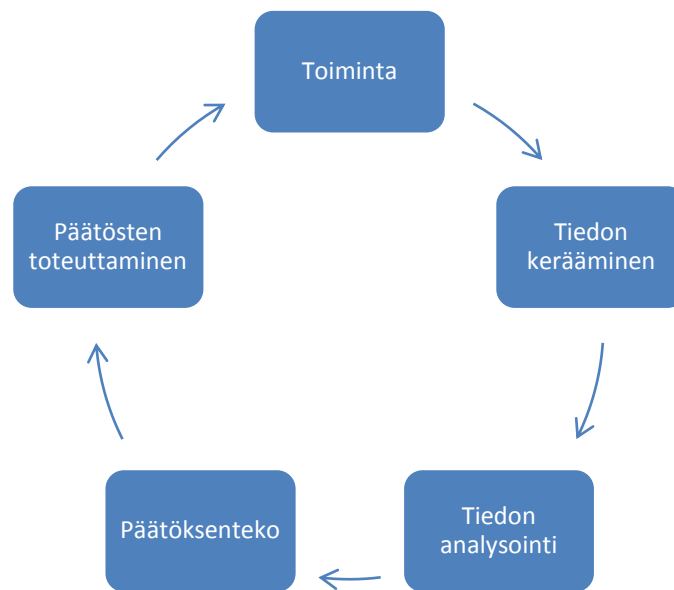 Toiminta
Tiedon
kerääminen
Tiedon
analysointi
Päätöksenteko
Päätösten
toteuttaminen